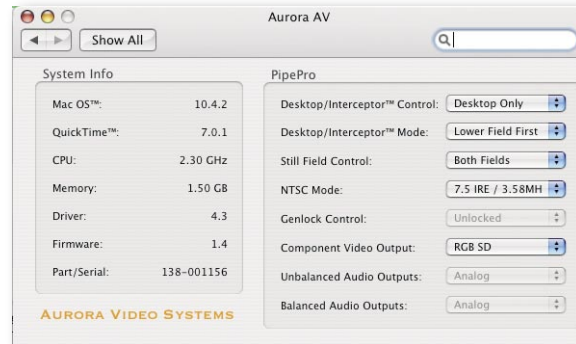 Aurora AV
Show All
System Info
Mac OS™: 10.4.2
QuickTime™: 7.0.1
CPU: 2.30 GHz
Memory: 1.50 GB
Driver: 4.3
Firmware: 1.4
Part/Serial: 138-001156
AURORA VIDEO SYSTEMS
PipePro
Desktop/Interceptor™ Control: Desktop Only
Desktop/Interceptor™ Mode: Lower Field First
Still Field Control: Both Fields
NTSC Mode: 7.5 IRE / 3.58MH
Genlock Control: Unlocked
Component Video Output: RGB SD
Unbalanced Audio Outputs: Analog
Balanced Audio Outputs: Analog